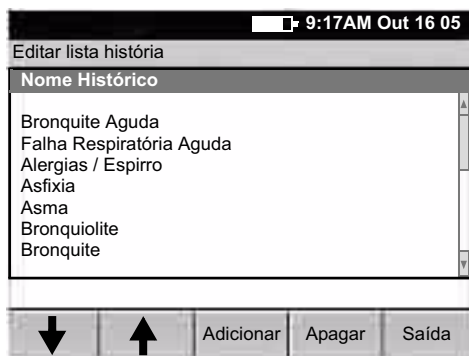 9:17AM Out 16 05
Editar lista história
Nome Histórico
Bronquite Aguda
Falha Respiratória Aguda
Alergias / Espirro
Asfixia
Asma
Bronquiolite
Bronquite
Adicionar Apagar Saída